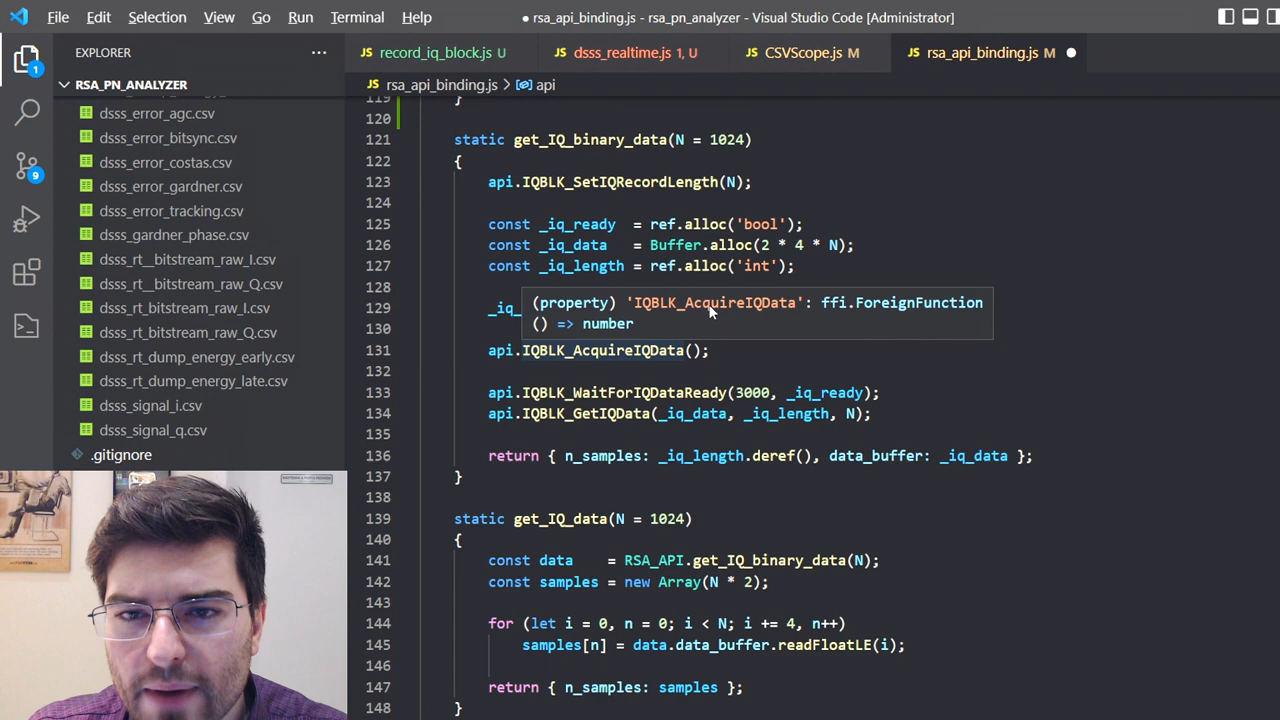 File Edit Selection View Go Run Terminal Help
● rsa_api_binding.js - rsa_pn_analyzer - Visual Studio Code [Administrator]
EXPLORER ···
JS record_iq_block.js U
JS dsss_realtime.js 1, U
JS CSVScope.js M
JS rsa_api_binding.js M ●
1
RSA_PN_ANALYZER
JS rsa_api_binding.js > api
dsss_error_agc.csv
dsss_error_bitsync.csv
dsss_error_costas.csv
9
dsss_error_gardner.csv
dsss_error_tracking.csv
dsss_gardner_phase.csv
dsss_rt__bitstream_raw_I.csv
dsss_rt__bitstream_raw_Q.csv
dsss_rt_bitstream_raw_I.csv
dsss_rt_bitstream_raw_Q.csv
dsss_rt_dump_energy_early.csv
dsss_rt_dump_energy_late.csv
dsss_signal_i.csv
dsss_signal_q.csv
.gitignore
119 }
120
121 static get_IQ_binary_data(N = 1024)
122 {
123 api.IQBLK_SetIQRecordLength(N);
124
125 const _iq_ready = ref.alloc('bool');
126 const _iq_data = Buffer.alloc(2 * 4 * N);
127 const _iq_length = ref.alloc('int');
128
(property) 'IQBLK_AcquireIQData': ffi.ForeignFunction
129 _iq_
() => number
130
131 api.IQBLK_AcquireIQData();
132
133 api.IQBLK_WaitForIQDataReady(3000, _iq_ready);
134 api.IQBLK_GetIQData(_iq_data, _iq_length, N);
135
136 return { n_samples: _iq_length.deref(), data_buffer: _iq_data };
137 }
138
139 static get_IQ_data(N = 1024)
140 {
141 const data = RSA_API.get_IQ_binary_data(N);
142 const samples = new Array(N * 2);
143
144 for (let i = 0, n = 0; i < N; i += 4, n++)
145 samples[n] = data.data_buffer.readFloatLE(i);
146
147 return { n_samples: samples };
148 }